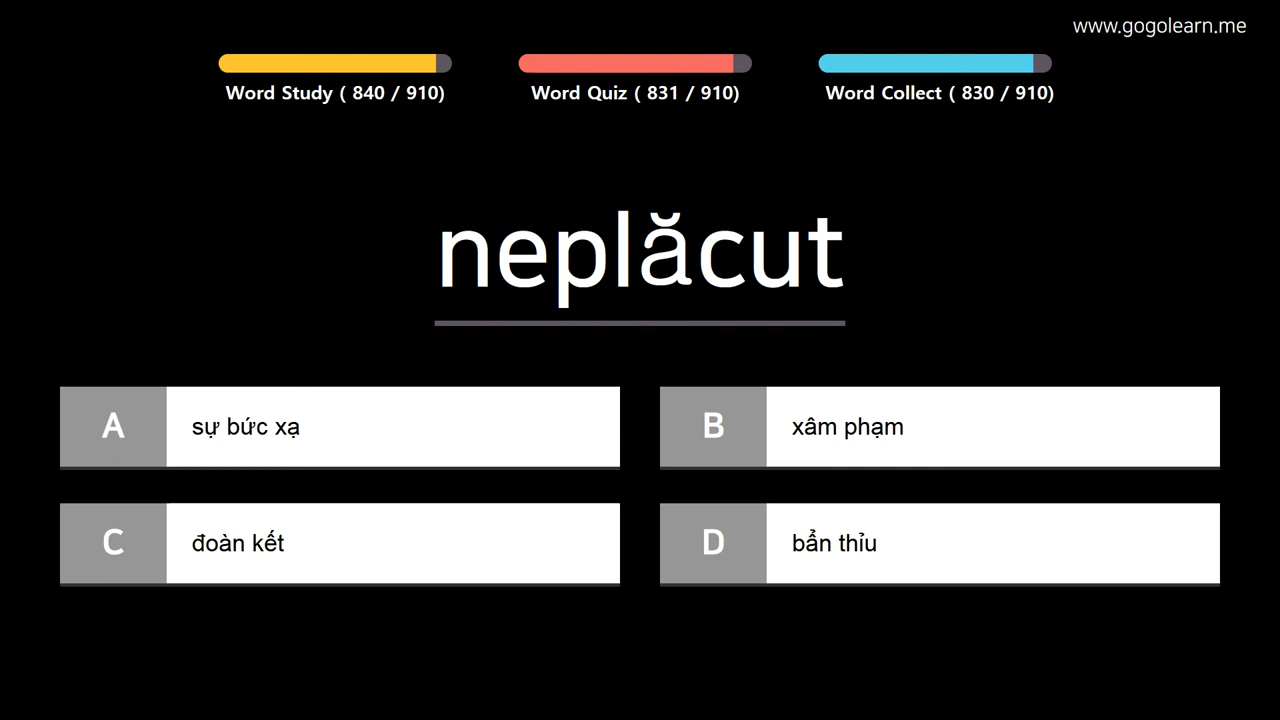 www.gogolearn.me
Word Study ( 840 / 910)
Word Quiz ( 831 / 910)
Word Collect ( 830 / 910)
neplăcut
A
sự bức xạ
B
xâm phạm
C
đoàn kết
D
bẩn thỉu